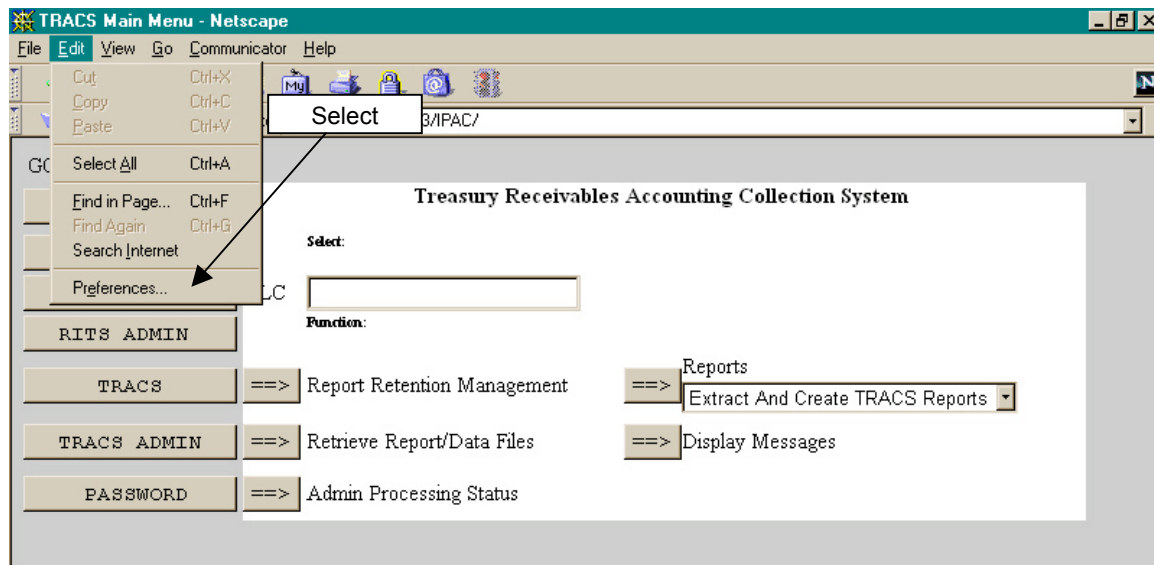 TRACS Main Menu - Netscape
File Edit View Go Communicator Help
Cut Ctrl+X
Copy Ctrl+C
Paste Ctrl+V
Select All Ctrl+A
Find in Page... Ctrl+F
Find Again Ctrl+G
Search Internet
Preferences...
My
N
Select
3/IPAC/
GO
Treasury Receivables Accounting Collection System
Select:
LC
Function:
RITS ADMIN
Reports
TRACS ==> Report Retention Management ==> Extract And Create TRACS Reports
TRACS ADMIN ==> Retrieve Report/Data Files ==> Display Messages
PASSWORD ==> Admin Processing Status